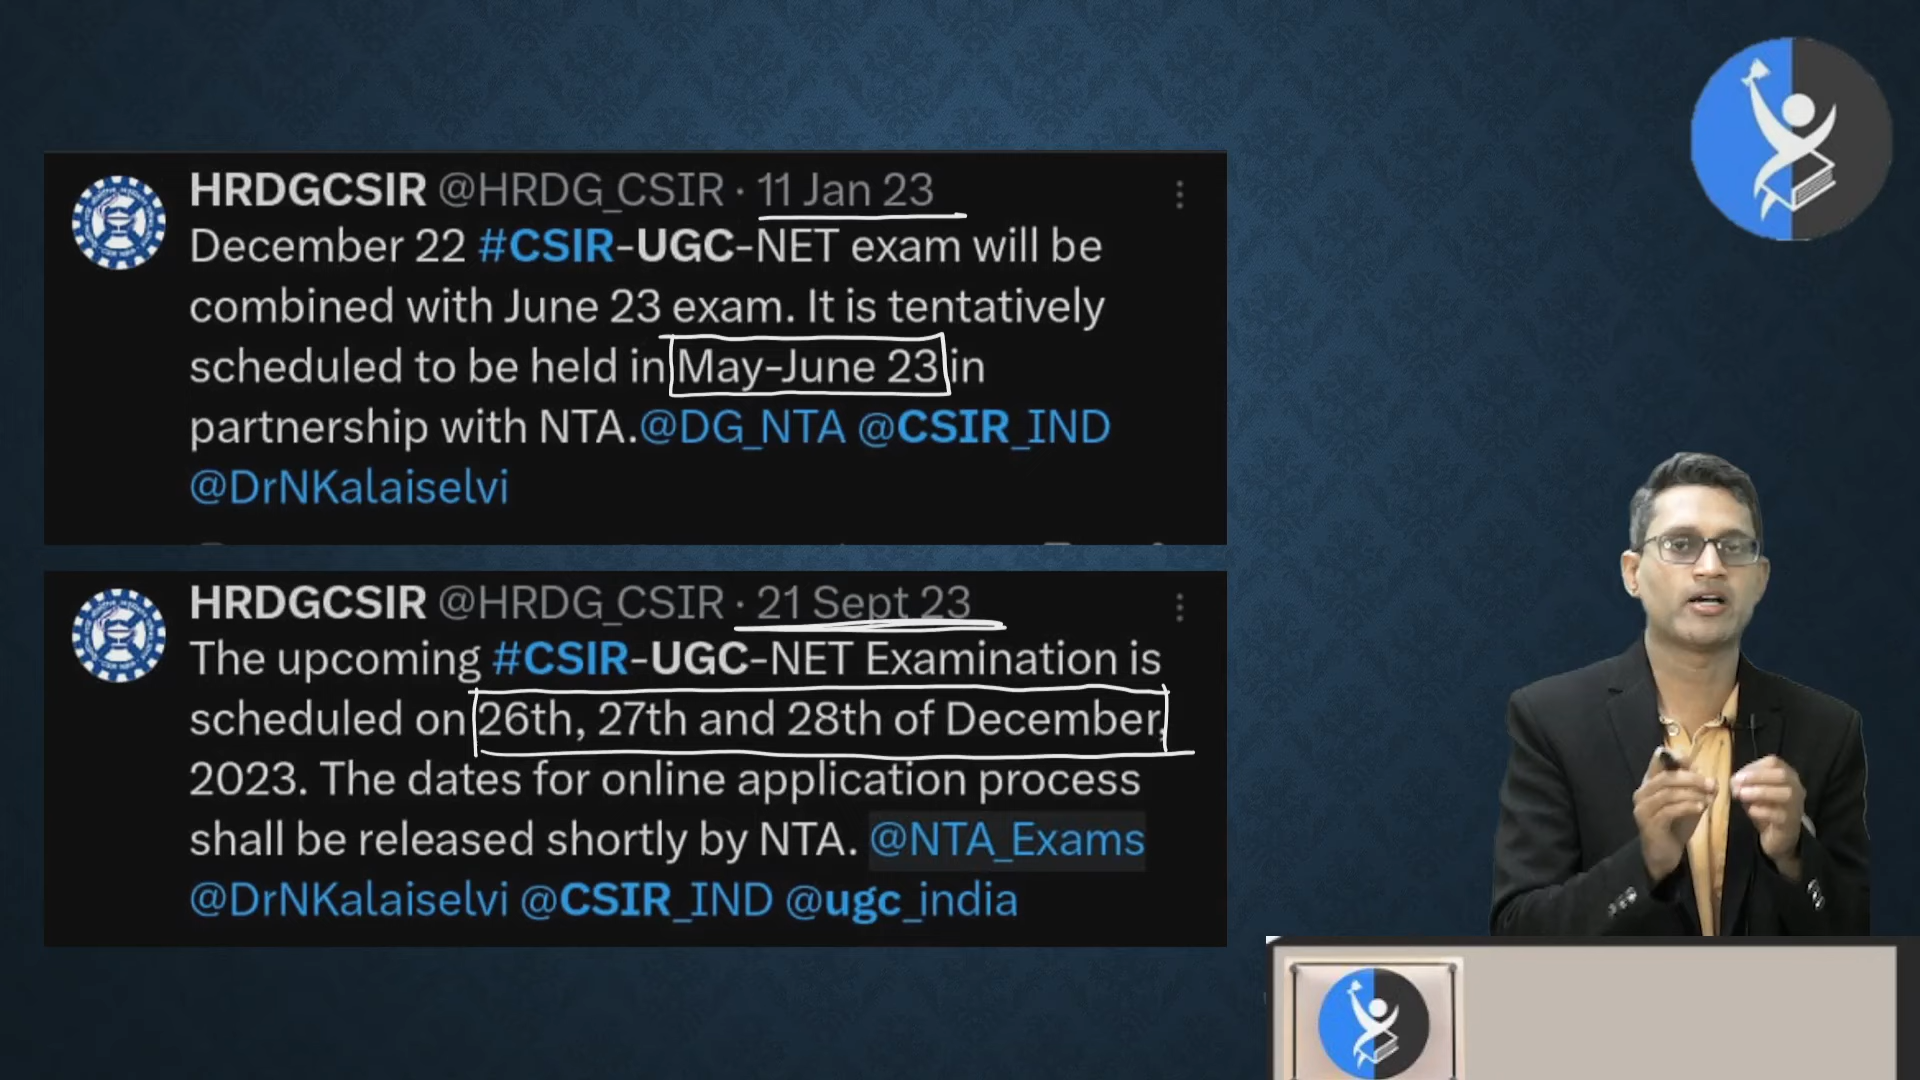 HRDGCSIR @HRDG_CSIR · 11 Jan 23
December 22 #CSIR-UGC-NET exam will be
combined with June 23 exam. It is tentatively
scheduled to be held in May-June 23 in
partnership with NTA.@DG_NTA @CSIR_IND
@DrNKalaiselvi
HRDGCSIR @HRDG_CSIR · 21 Sept 23
The upcoming #CSIR-UGC-NET Examination is
scheduled on 26th, 27th and 28th of December,
2023. The dates for online application process
shall be released shortly by NTA. @NTA_Exams
@DrNKalaiselvi @CSIR_IND @ugc_india